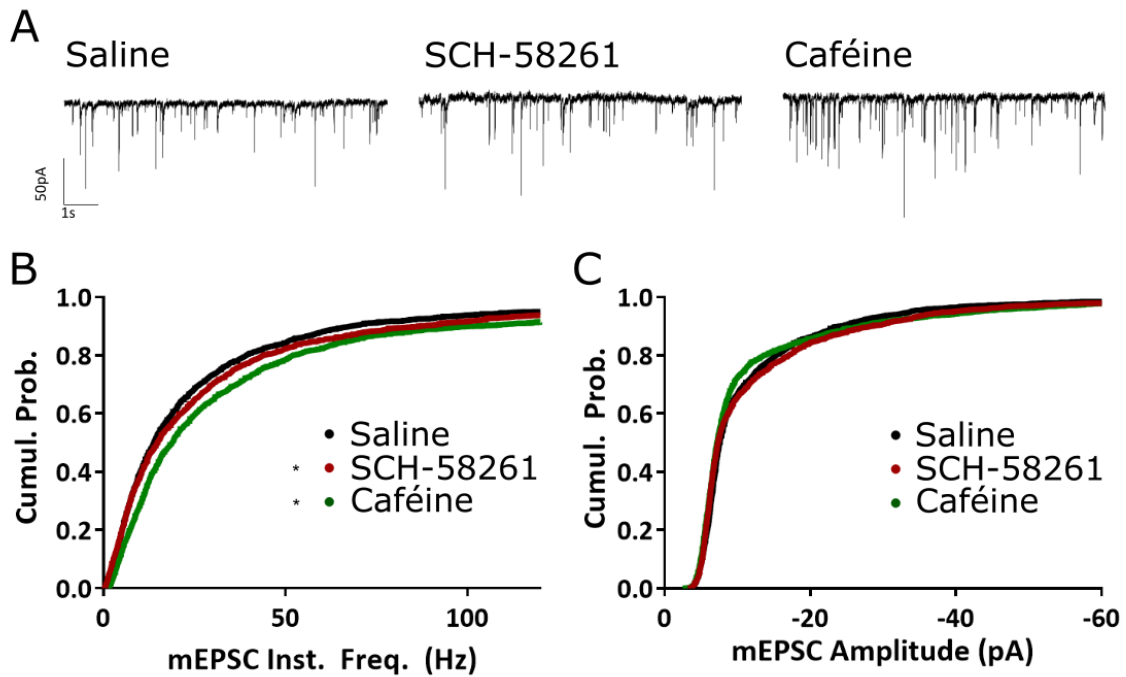 A
Saline
SCH-58261
Caféine
50pA
1s
B
Cumul. Prob.
1.0
0.8
0.6
0.4
0.2
0.0
Saline
* SCH-58261
* Caféine
0
50
100
mEPSC Inst. Freq. (Hz)
C
Cumul. Prob.
1.0
0.8
0.6
0.4
0.2
0.0
Saline
SCH-58261
Caféine
0
-20
-40
-60
mEPSC Amplitude (pA)